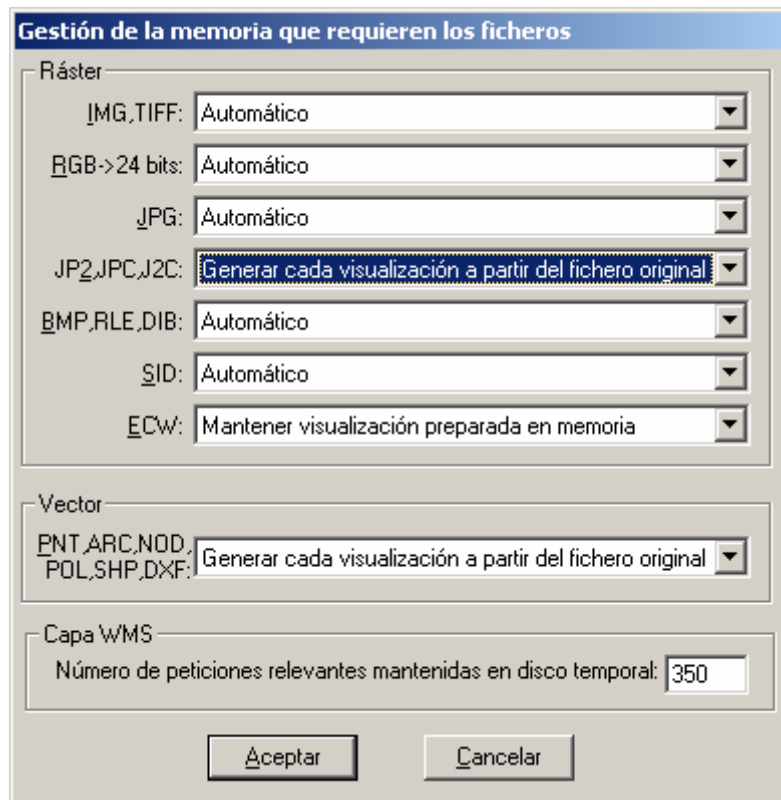 Gestión de la memoria que requieren los ficheros
Ráster
IMG,TIFF: Automático
RGB->24 bits: Automático
JPG: Automático
JP2,JPC,J2C: Generar cada visualización a partir del fichero original
BMP,RLE,DIB: Automático
SID: Automático
ECW: Mantener visualización preparada en memoria
Vector
PNT,ARC,NOD,
POL,SHP,DXF: Generar cada visualización a partir del fichero original
Capa WMS
Número de peticiones relevantes mantenidas en disco temporal: 350
Aceptar Cancelar